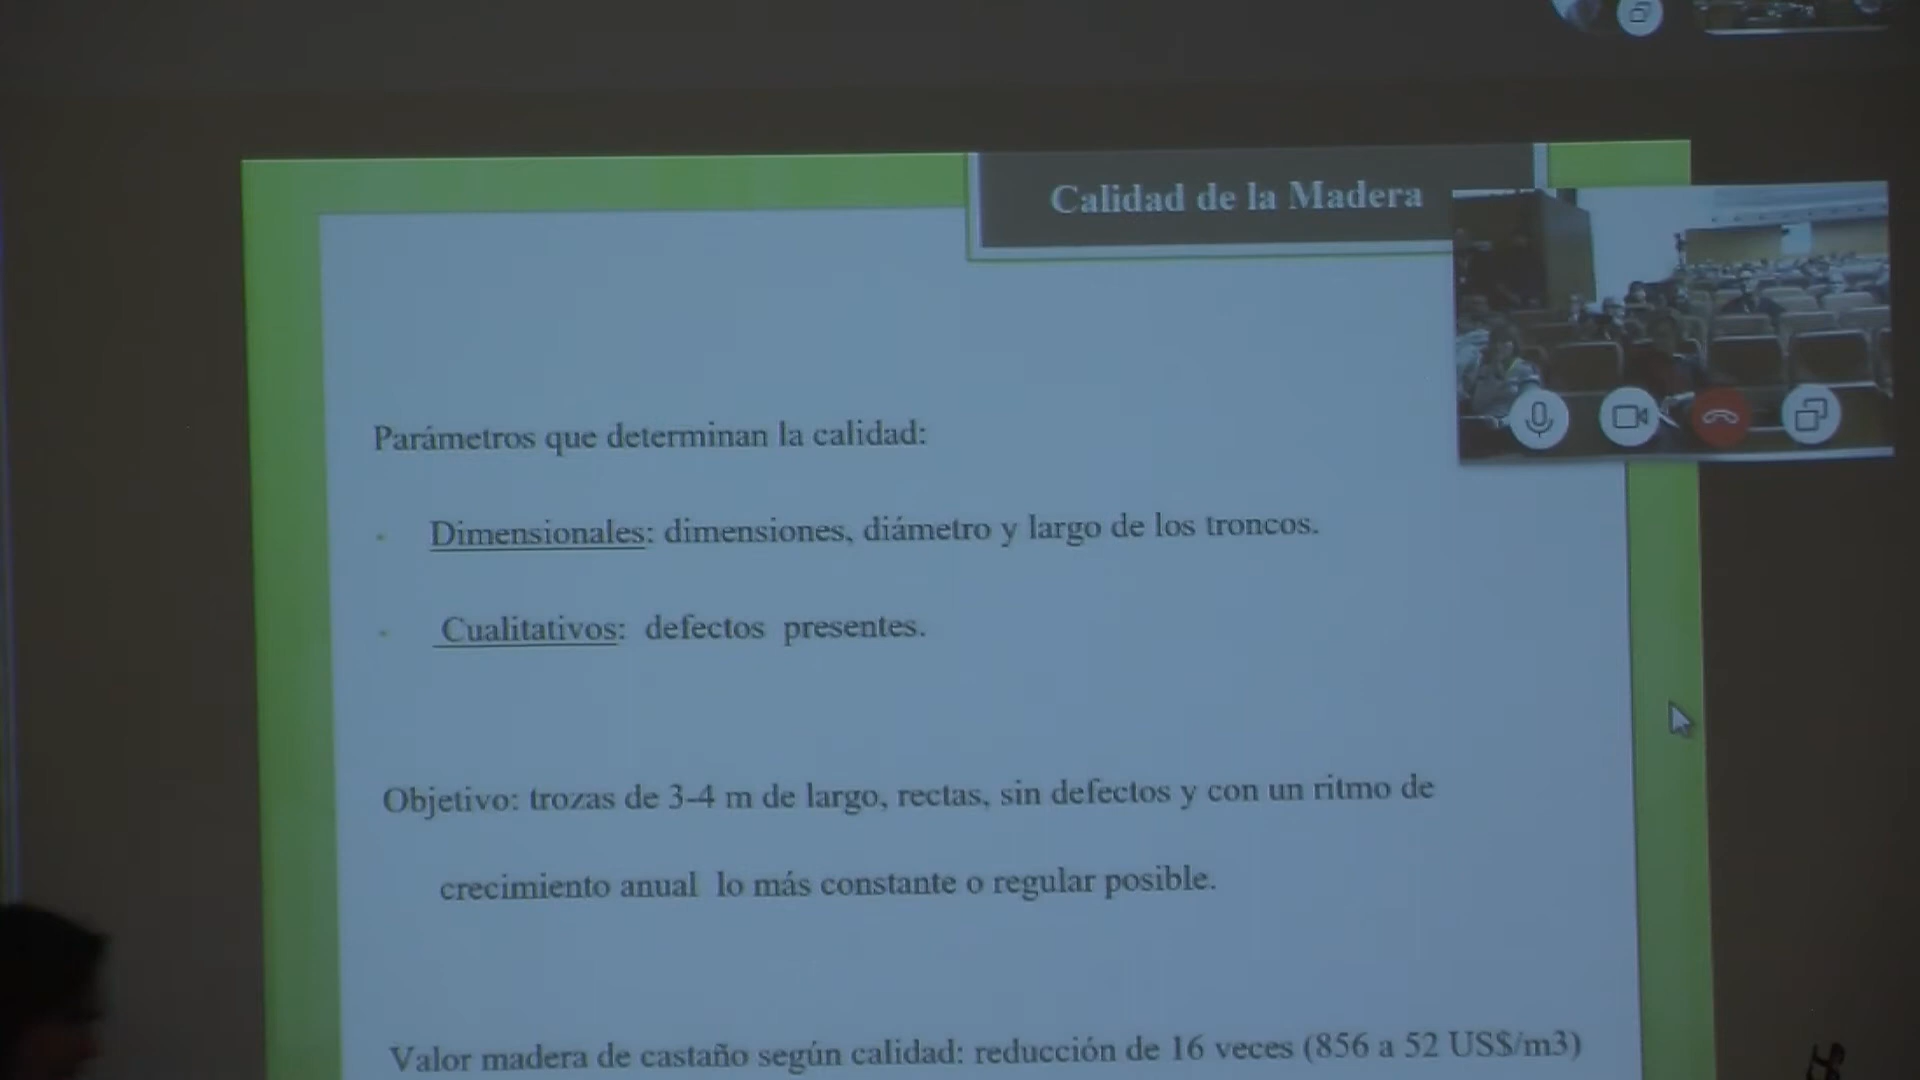 Calidad de la Madera
Parámetros que determinan la calidad:
Dimensionales: dimensiones, diámetro y largo de los troncos.
Cualitativos: defectos presentes.
Objetivo: trozas de 3-4 m de largo, rectas, sin defectos y con un ritmo de
crecimiento anual lo más constante o regular posible.
Valor madera de castaño según calidad: reducción de 16 veces (856 a 52 US$/m3)